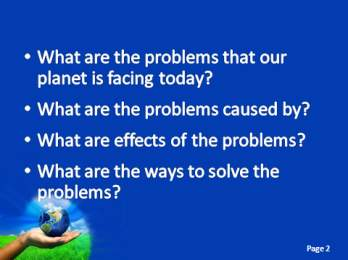 • What are the problems that our
planet is facing today?
• What are the problems caused by?
• What are effects of the problems?
• What are the ways to solve the
problems?
Page 2